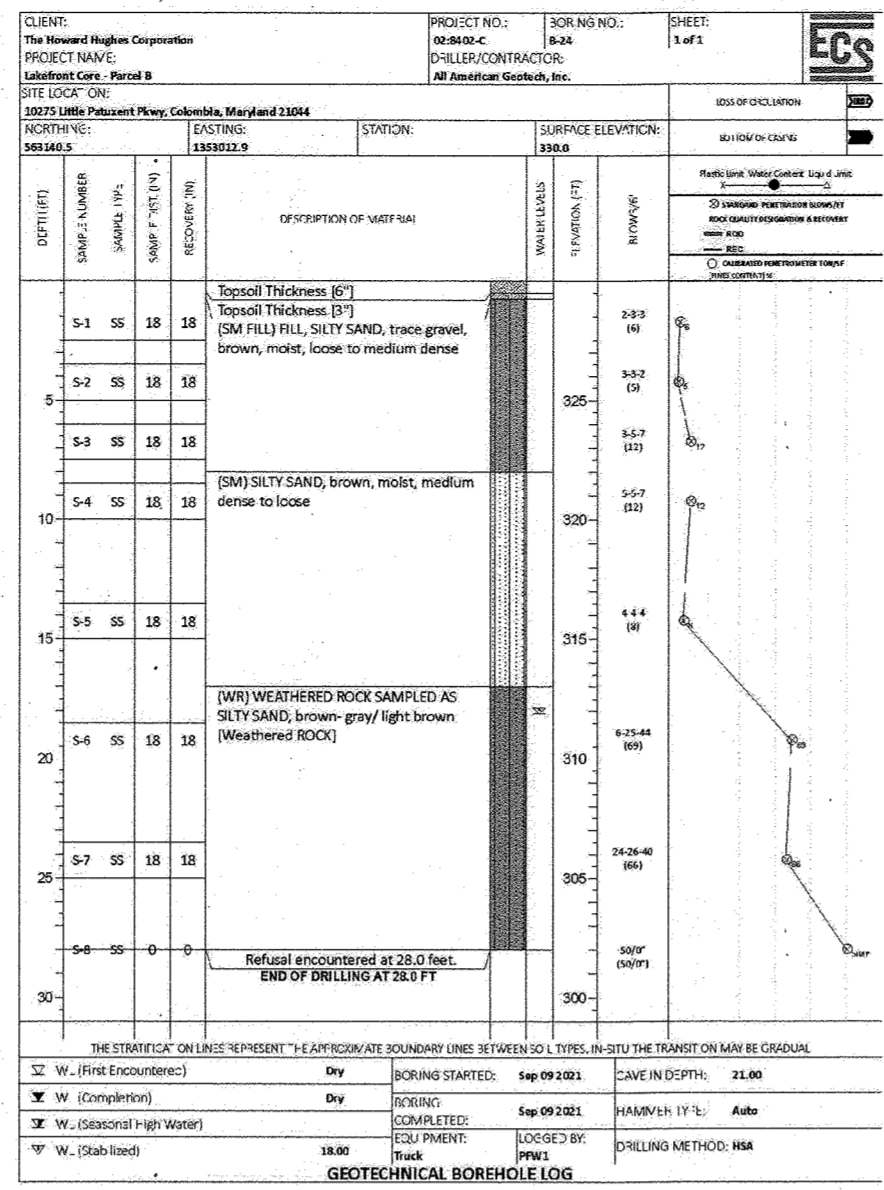 CLIENT:
The Howard Hughes Corporation
PROJECT NO.:
02:8402-C
BORING NO.:
B-24
SHEET:
1 of 1
ECS
PROJECT NAME:
Lakefront Core - Parcel B
DRILLER/CONTRACTOR:
All American Geotech, Inc.
SITE LOCATION:
10275 Little Patuxent Pkwy, Colombia, Maryland 21044
LOSS OF CIRCULATION
NORTHING:
563140.5
EASTING:
1353012.9
STATION:
SURFACE ELEVATION:
330.0
BOTTOM OF CASING
DEPTH (FT)
SAMPLE NUMBER
SAMPLE TYPE
SAMPLE DIST. (IN)
RECOVERY (IN)
DESCRIPTION OF MATERIAL
WATER LEVELS
ELEVATION (FT)
BLOWS/6"
Plastic Limit Water Content Liquid Limit
X △
STANDARD PENETRATION BLOWS/FT
ROCK QUALITY DESIGNATION & RECOVERY
RQD
REC
CALIBRATED PENETROMETER TON/SF
[FINES CONTENT] %
Topsoil Thickness [6"]
Topsoil Thickness [3"]
(SM FILL) FILL, SILTY SAND, trace gravel,
brown, moist, loose to medium dense
S-1 SS 18 18
2-3-3
(6)
6
S-2 SS 18 18
3-3-2
(5)
5
5
325
S-3 SS 18 18
3-5-7
(12)
12
(SM) SILTY SAND, brown, moist, medium
dense to loose
S-4 SS 18 18
5-5-7
(12)
12
10
320
S-5 SS 18 18
4-4-4
(8)
8
15
315
(WR) WEATHERED ROCK SAMPLED AS
SILTY SAND, brown- gray/ light brown
[Weathered ROCK]
S-6 SS 18 18
6-25-44
(69)
69
20
310
S-7 SS 18 18
24-26-40
(66)
66
25
305
S-8 SS 0 0
50/0"
(50/0")
Refusal encountered at 28.0 feet.
END OF DRILLING AT 28.0 FT
30
300
THE STRATIFICATION LINES REPRESENT THE APPROXIMATE BOUNDARY LINES BETWEEN SOIL TYPES. IN-SITU THE TRANSITION MAY BE GRADUAL
WL (First Encountered) Dry
BORING STARTED: Sep 09 2021
CAVE IN DEPTH: 21.00
WL (Completion) Dry
BORING
COMPLETED: Sep 09 2021
HAMMER TYPE: Auto
WL (Seasonal High Water)
WL (Stabilized) 18.00
EQUIPMENT:
Truck
LOGGED BY:
PFW1
DRILLING METHOD: HSA
GEOTECHNICAL BOREHOLE LOG